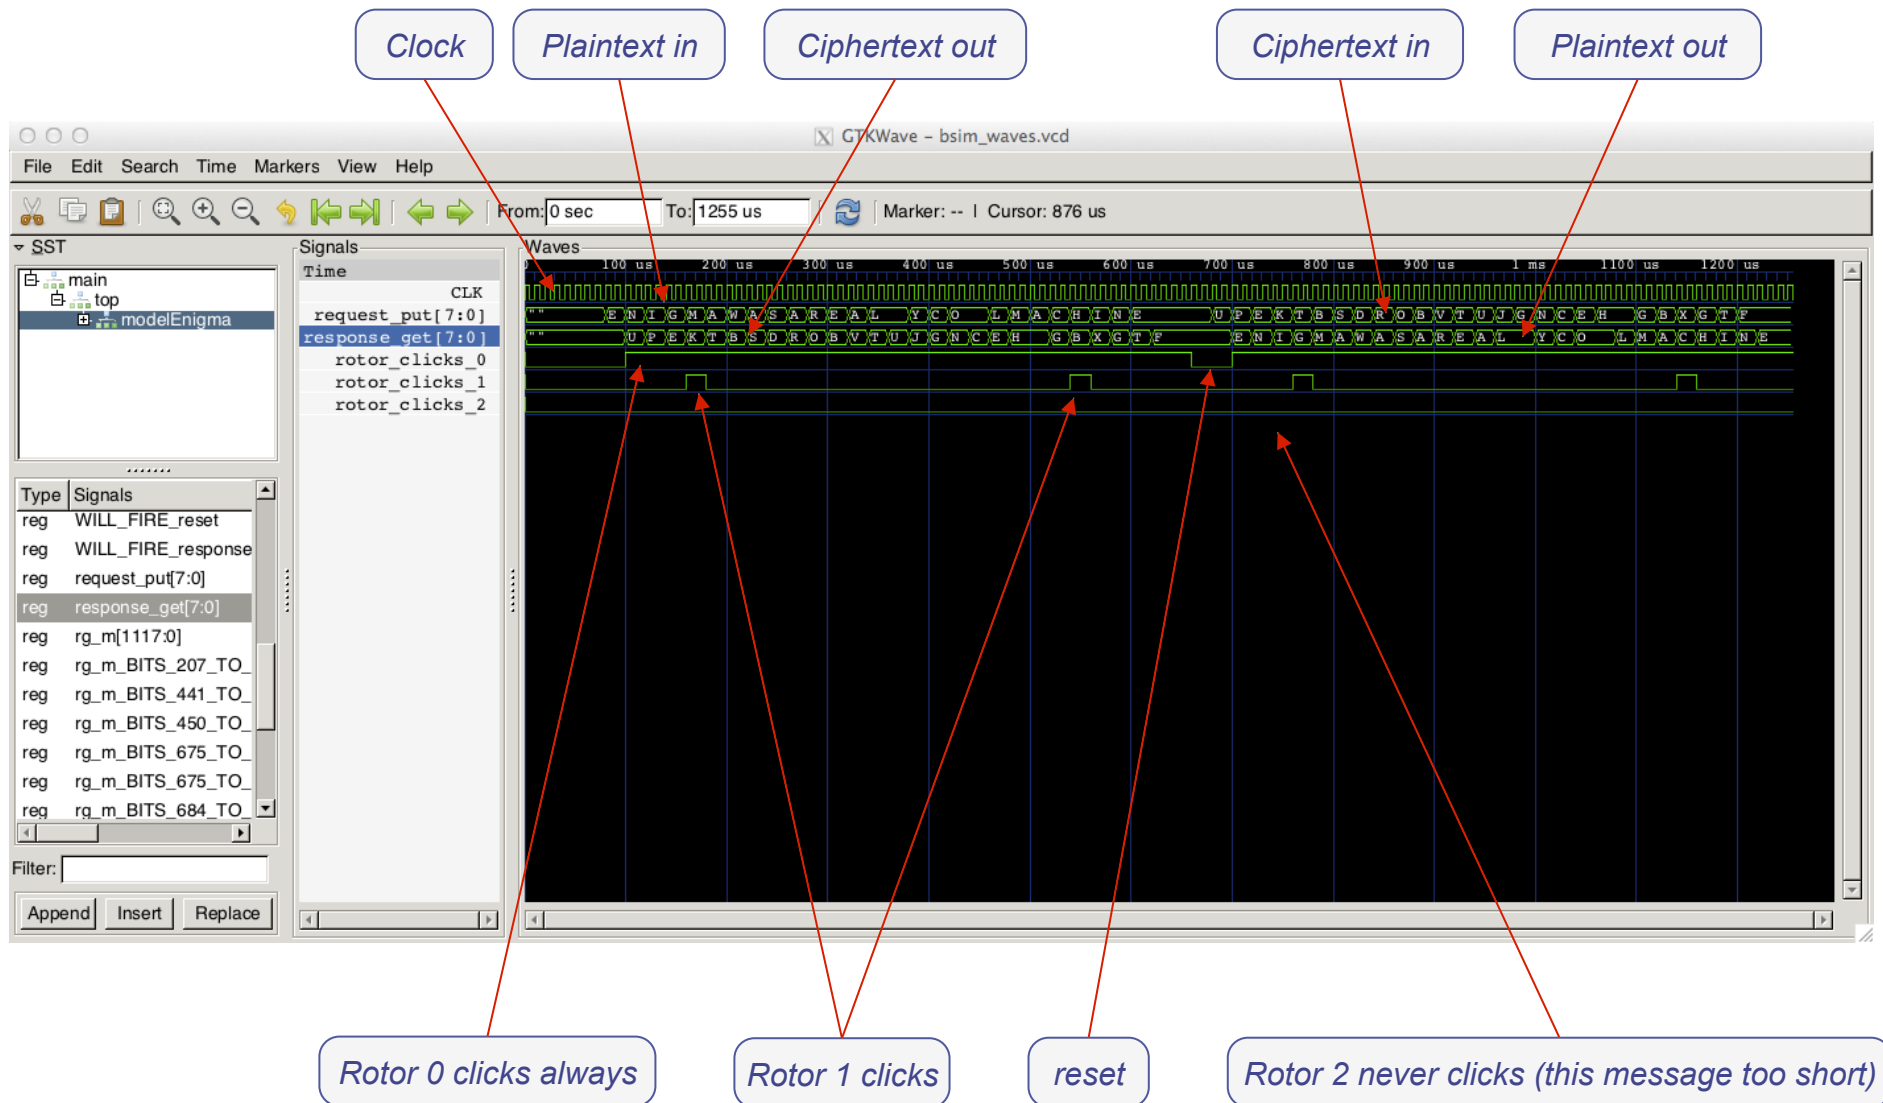 Clock
Plaintext in
Ciphertext out
Ciphertext in
Plaintext out
GTKWave – bsim_waves.vcd
File Edit Search Time Markers View Help
From: 0 sec To: 1255 us Marker: -- | Cursor: 876 us
SST
main
top
modelEnigma
Type Signals
reg WILL_FIRE_reset
reg WILL_FIRE_response
reg request_put[7:0]
reg response_get[7:0]
reg rg_m[1117:0]
reg rg_m_BITS_207_TO_
reg rg_m_BITS_441_TO_
reg rg_m_BITS_450_TO_
reg rg_m_BITS_675_TO_
reg rg_m_BITS_675_TO_
reg rg_m_BITS_684_TO_
Filter:
Append Insert Replace
Signals
Time
CLK
request_put[7:0]
response_get[7:0]
rotor_clicks_0
rotor_clicks_1
rotor_clicks_2
Waves
100 us 200 us 300 us 400 us 500 us 600 us 700 us 800 us 900 us 1 ms 1100 us 1200 us
"" E N I G M A W A S A R E A L Y C O L M A C H I N E U P E K T B S D R O B V T U J G N C E H G B X G T F
"" U P E K T B S D R O B V T U J G N C E H G B X G T F E N I G M A W A S A R E A L Y C O L M A C H I N E
Rotor 0 clicks always
Rotor 1 clicks
reset
Rotor 2 never clicks (this message too short)